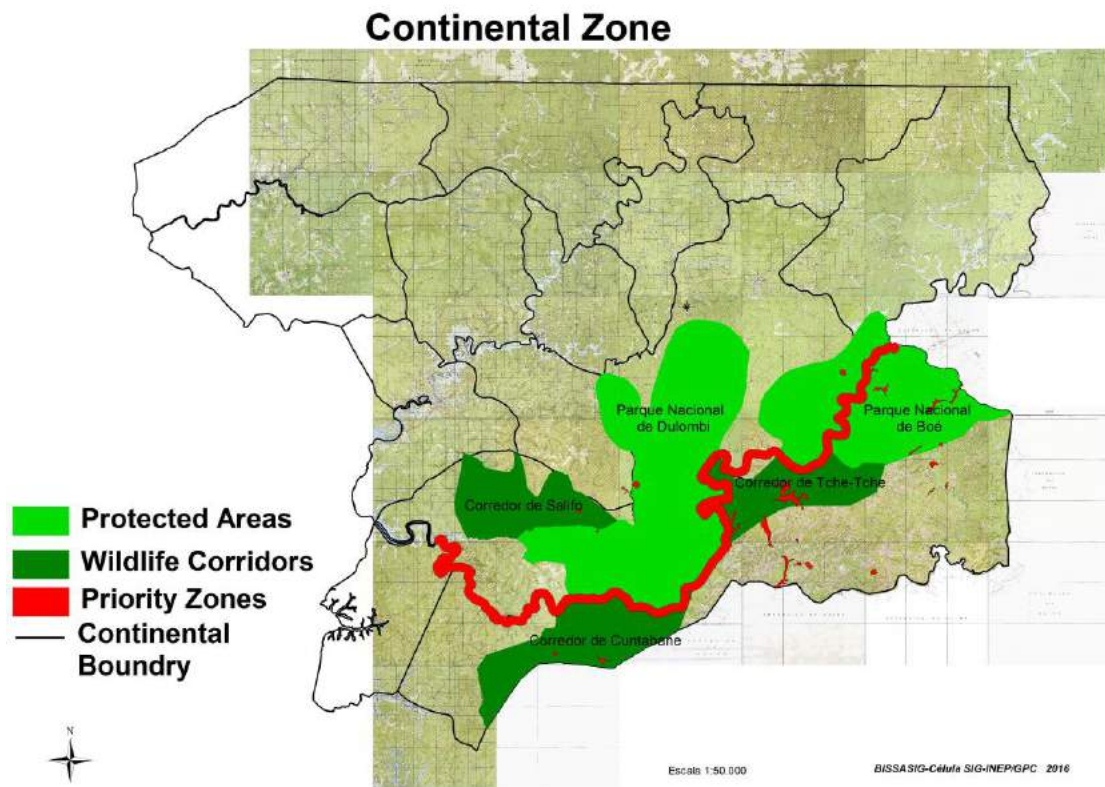 Continental Zone
Parque Nacional
de Dulombi
Parque Nacional
de Boé
Corredor de Tche-Tche
Corredor de Salifo
Corredor de Cuntabane
Protected Areas
Wildlife Corridors
Priority Zones
Continental
Boundry
N
Escala 1:50.000
BISSASIG-Célula SIG-INEP/GPC 2016